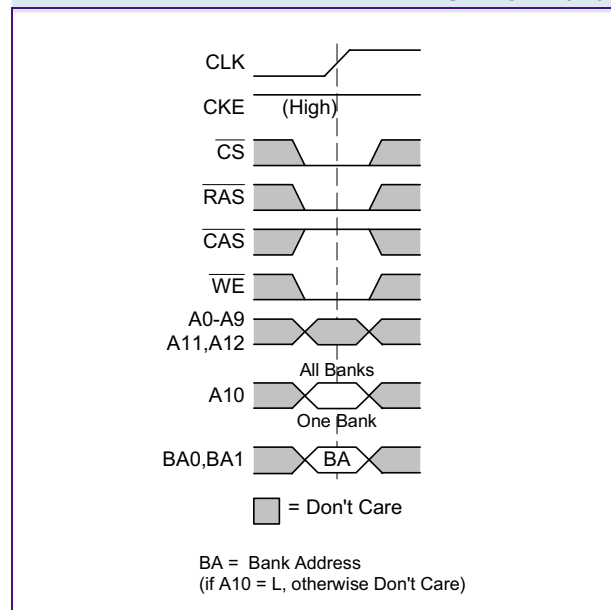 CLK
CKE (High)
CS
RAS
CAS
WE
A0-A9
A11,A12
All Banks
A10
One Bank
BA0,BA1 BA
= Don't Care
BA = Bank Address
(if A10 = L, otherwise Don't Care)